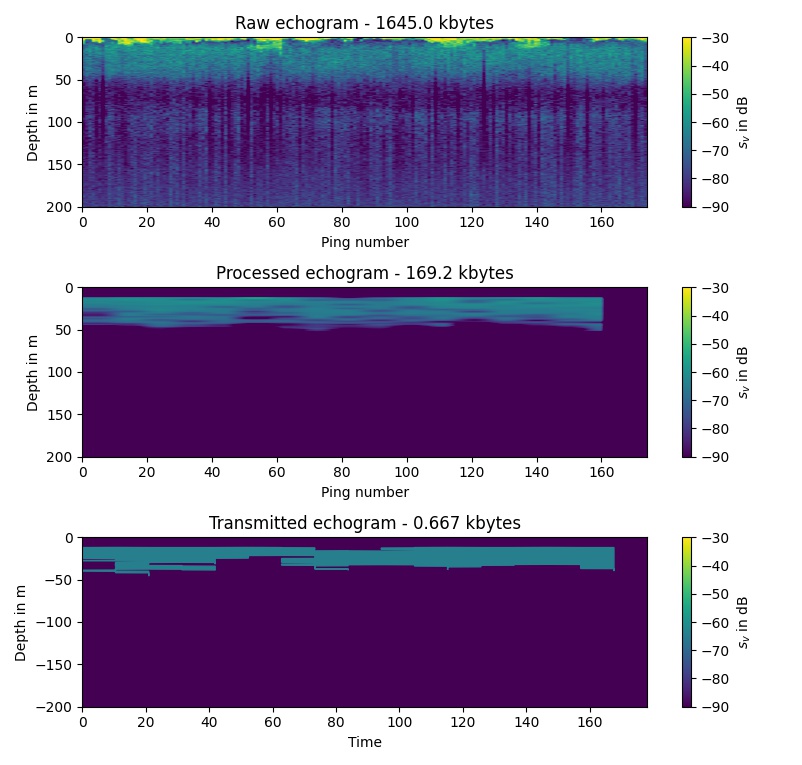 Raw echogram - 1645.0 kbytes
0
50
100
150
200
Depth in m
0 20 40 60 80 100 120 140 160
Ping number
−30
−40
−50
−60
−70
−80
−90
sv in dB
Processed echogram - 169.2 kbytes
0
50
100
150
200
Depth in m
0 20 40 60 80 100 120 140 160
Ping number
−30
−40
−50
−60
−70
−80
−90
sv in dB
Transmitted echogram - 0.667 kbytes
0
−50
−100
−150
−200
Depth in m
0 20 40 60 80 100 120 140 160
Time
−30
−40
−50
−60
−70
−80
−90
sv in dB